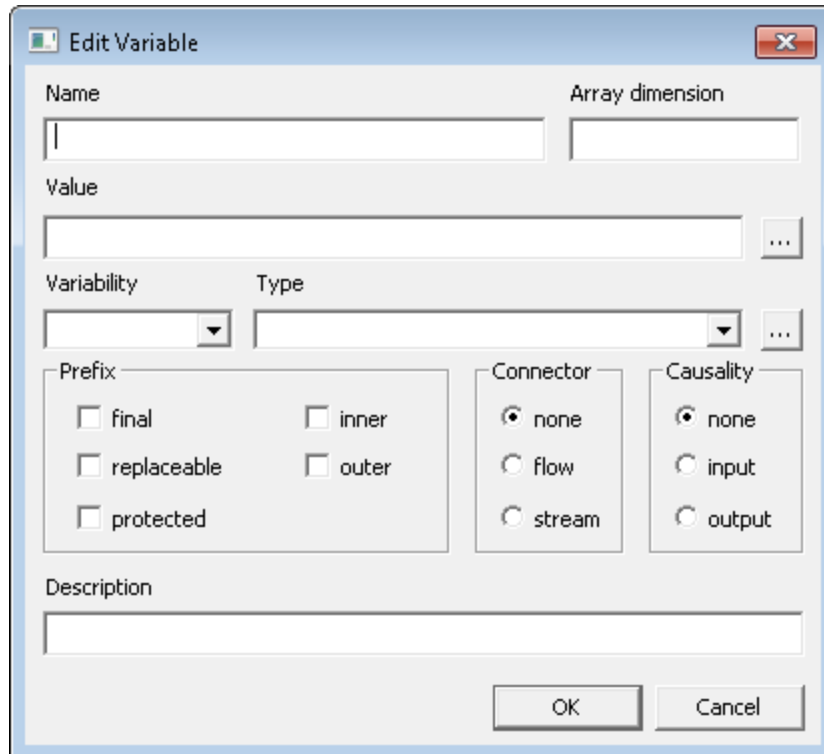 Edit Variable
Name Array dimension
Value
...
Variability Type
...
Prefix Connector Causality
final inner none none
replaceable outer flow input
protected stream output
Description
OK Cancel